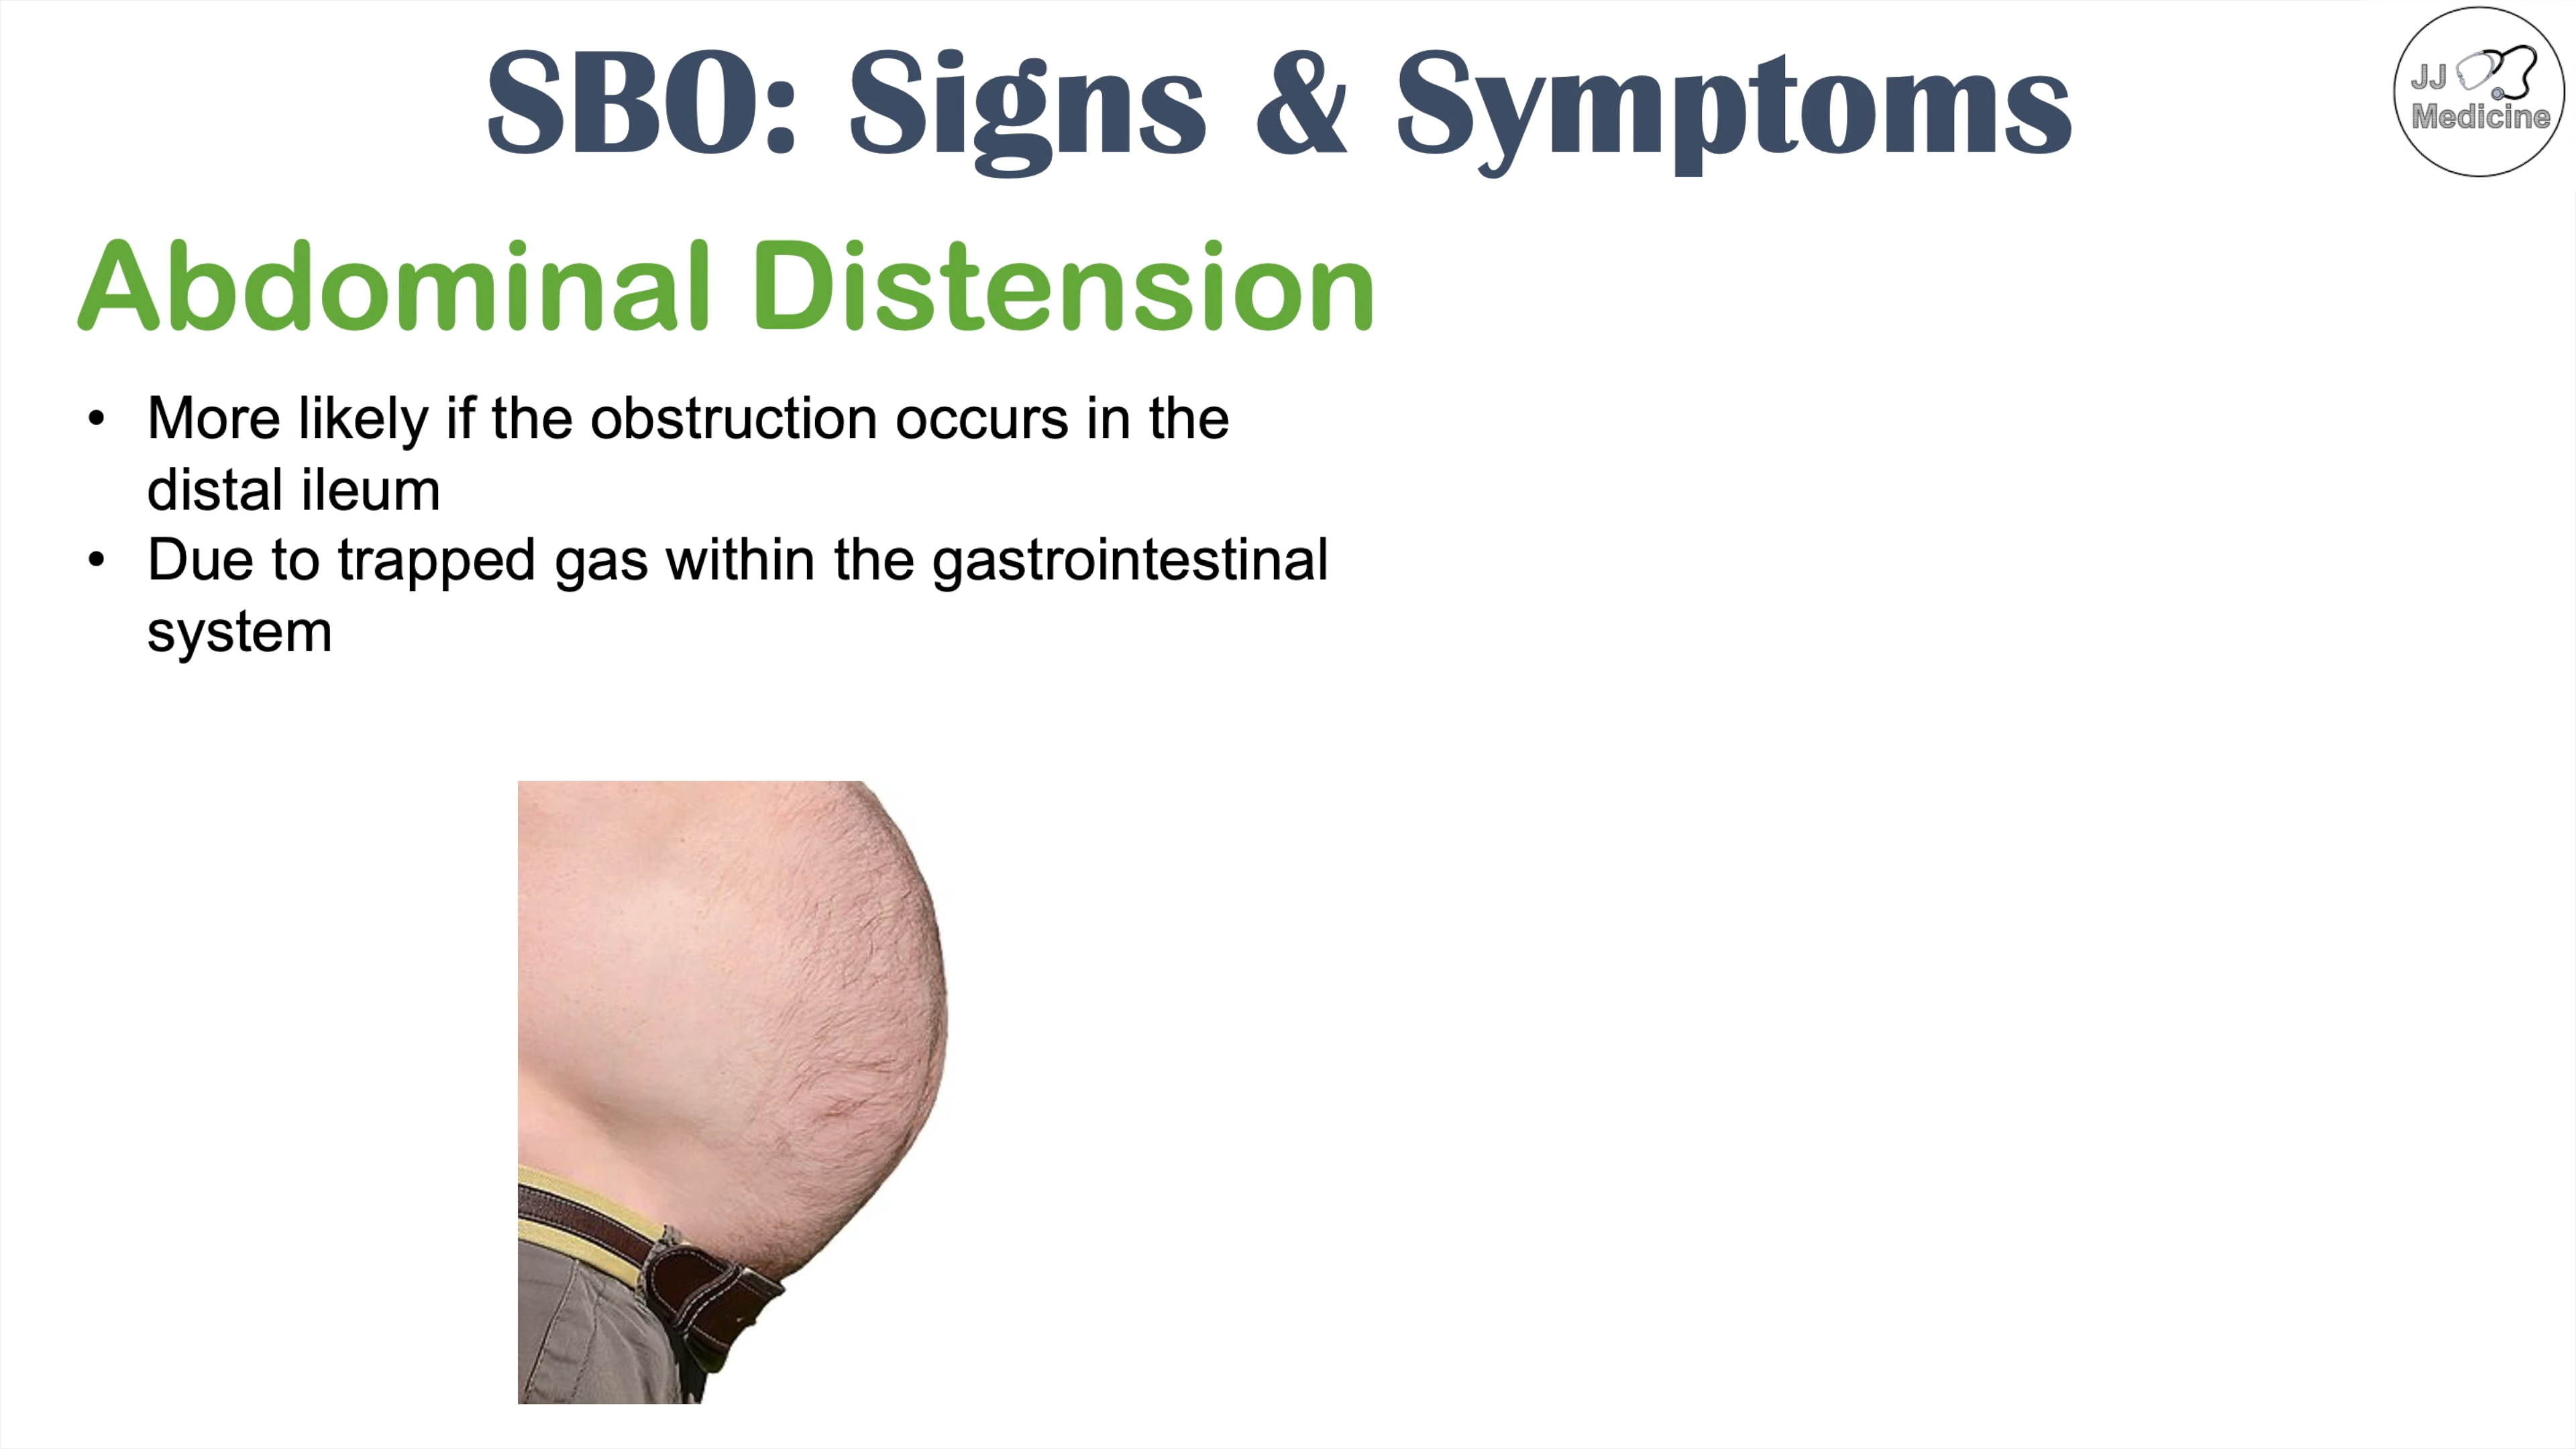 SBO: Signs & Symptoms
JJ
Medicine
Abdominal Distension
• More likely if the obstruction occurs in the
distal ileum
• Due to trapped gas within the gastrointestinal
system